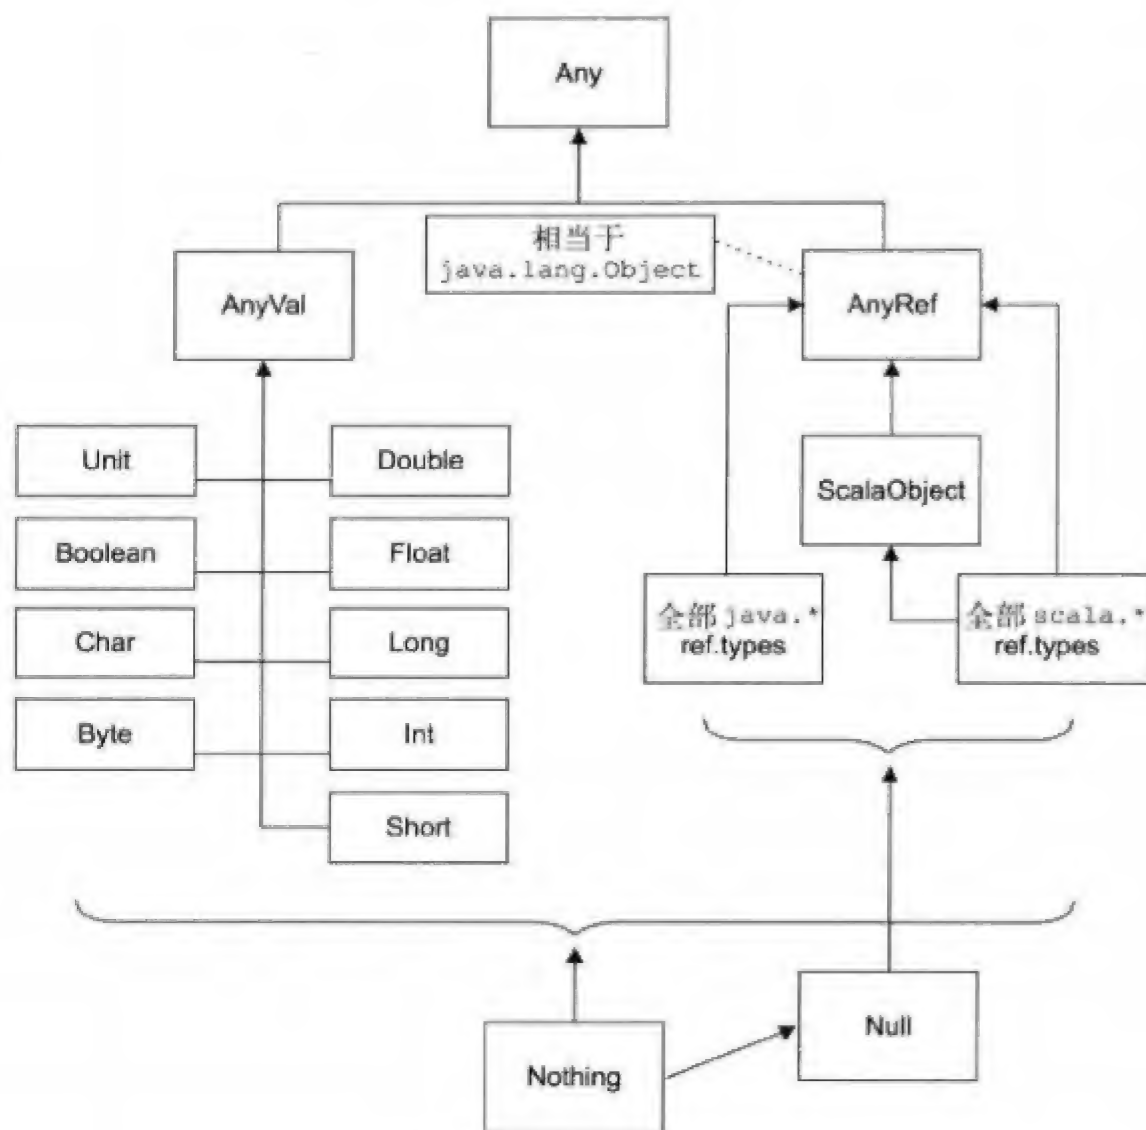 Any
相当于
java.lang.Object
AnyVal
AnyRef
Unit
Double
ScalaObject
Boolean
Float
全部 java.*
ref.types
全部 scala.*
ref.types
Char
Long
Byte
Int
Short
Null
Nothing